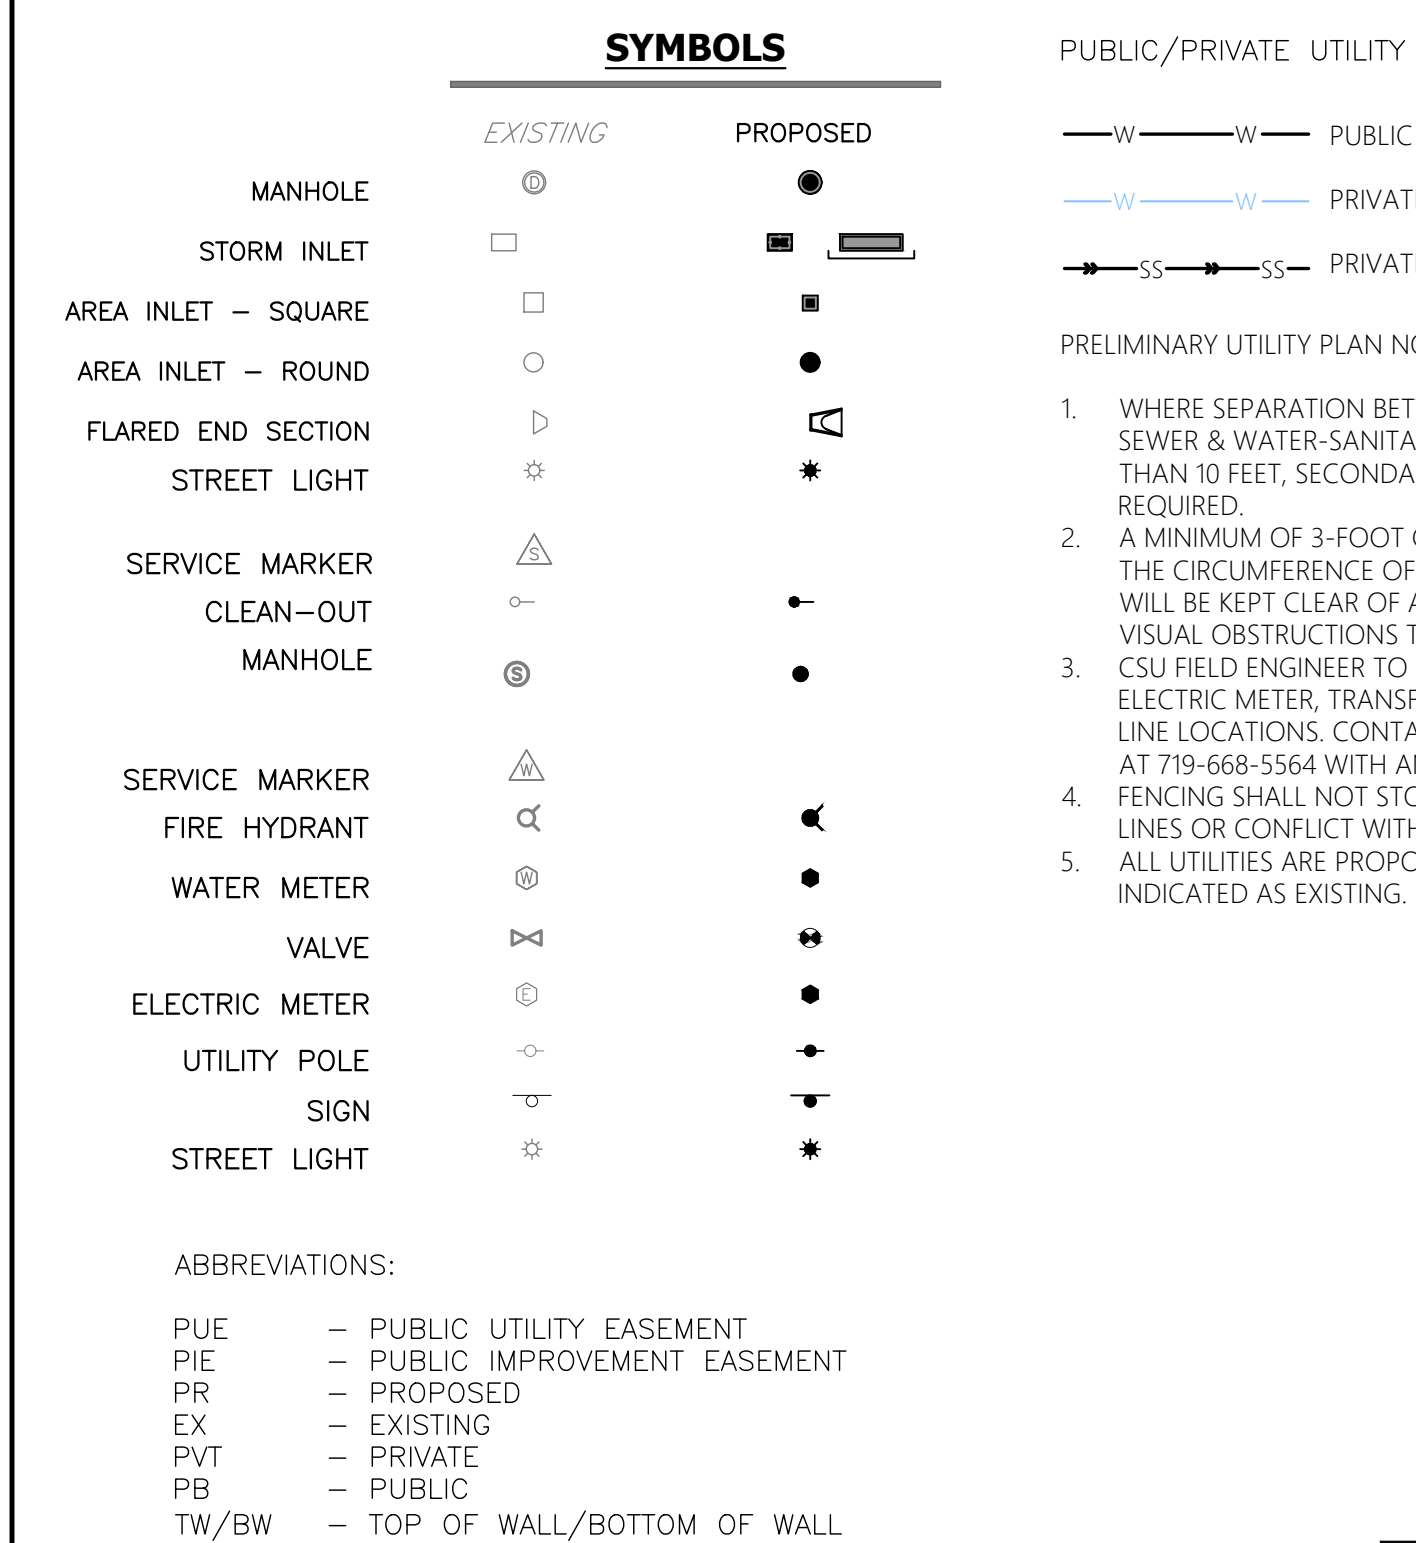 SYMBOLS
EXISTING PROPOSED
MANHOLE D
STORM INLET
AREA INLET – SQUARE
AREA INLET – ROUND
FLARED END SECTION
STREET LIGHT
SERVICE MARKER S
CLEAN–OUT
MANHOLE S
SERVICE MARKER W
FIRE HYDRANT
WATER METER W
VALVE
ELECTRIC METER E
UTILITY POLE
SIGN
STREET LIGHT
ABBREVIATIONS:
PUE – PUBLIC UTILITY EASEMENT
PIE – PUBLIC IMPROVEMENT EASEMENT
PR – PROPOSED
EX – EXISTING
PVT – PRIVATE
PB – PUBLIC
TW/BW – TOP OF WALL/BOTTOM OF WALL
PUBLIC/PRIVATE UTILITY
W W PUBLIC
W W
SS SS
PRELIMINARY UTILITY PLAN
1. WHERE SEPARATION
SEWER & WATER-
THAN 10 FEET,
REQUIRED.
2. A MINIMUM OF 3-FOOT
THE CIRCUMFERENCE OF
WILL BE KEPT CLEAR OF
VISUAL OBSTRUCTIONS
3. CSU FIELD ENGINEER TO
ELECTRIC METER,
LINE LOCATIONS.
AT 719-668-5564 WITH
4. FENCING SHALL NOT
LINES OR CONFLICT
5. ALL UTILITIES ARE
INDICATED AS EXISTING.